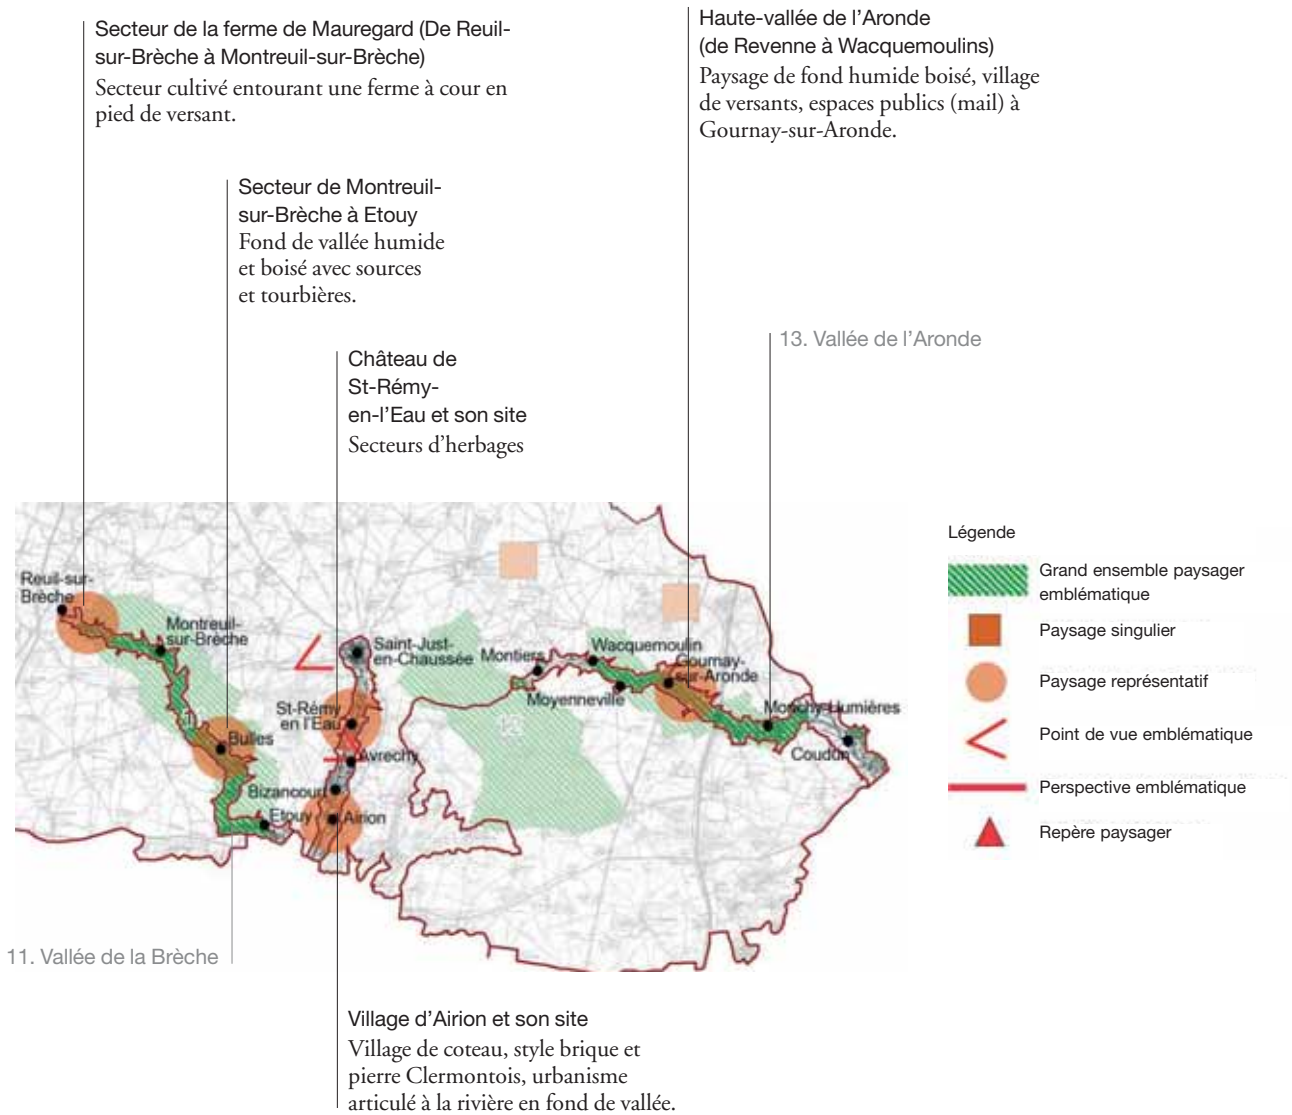 Secteur de la ferme de Mauregard (De Reuil-
sur-Brèche à Montreuil-sur-Brèche)
Secteur cultivé entourant une ferme à cour en
pied de versant.
Haute-vallée de l'Aronde
(de Revenne à Wacquemoulins)
Paysage de fond humide boisé, village
de versants, espaces publics (mail) à
Gournay-sur-Aronde.
Secteur de Montreuil-
sur-Brèche à Etouy
Fond de vallée humide
et boisé avec sources
et tourbières.
13. Vallée de l'Aronde
Château de
St-Rémy-
en-l'Eau et son site
Secteurs d'herbages
Reuil-sur-
Brèche
Montreuil-
sur-Brèche
Saint-Just-
en-Chaussée
Montiers
Wacquemoulin
Gournay-
sur-Aronde
Moyenneville
St-Rémy
en l'Eau
Monchy-Humières
Bulles
Avrechy
Coudun
Bizancourt
Etouy
Airion
Légende
Grand ensemble paysager
emblématique
Paysage singulier
Paysage représentatif
Point de vue emblématique
Perspective emblématique
Repère paysager
11. Vallée de la Brèche
Village d'Airion et son site
Village de coteau, style brique et
pierre Clermontois, urbanisme
articulé à la rivière en fond de vallée.